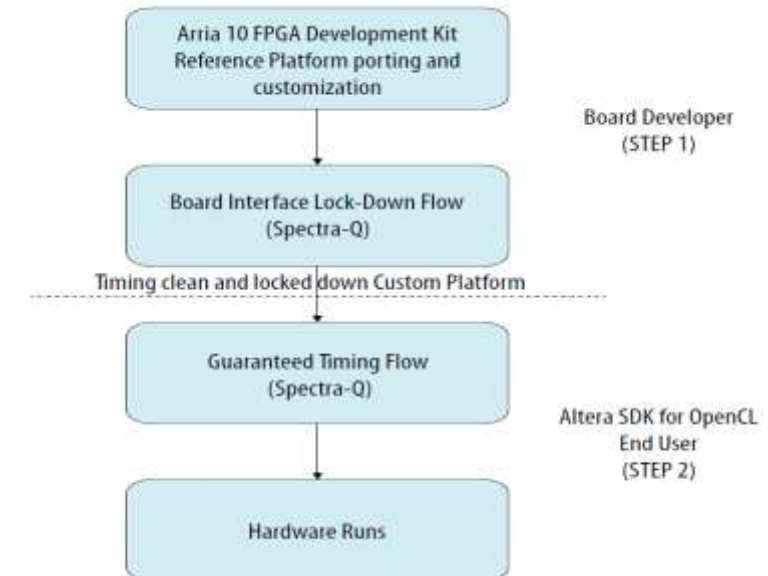 Arria 10 FPGA Development Kit
Reference Platform porting and
customization
Board Developer
(STEP 1)
Board Interface Lock-Down Flow
(Spectra-Q)
Timing clean and locked down Custom Platform
Guaranteed Timing Flow
(Spectra-Q)
Altera SDK for OpenCL
End User
(STEP 2)
Hardware Runs